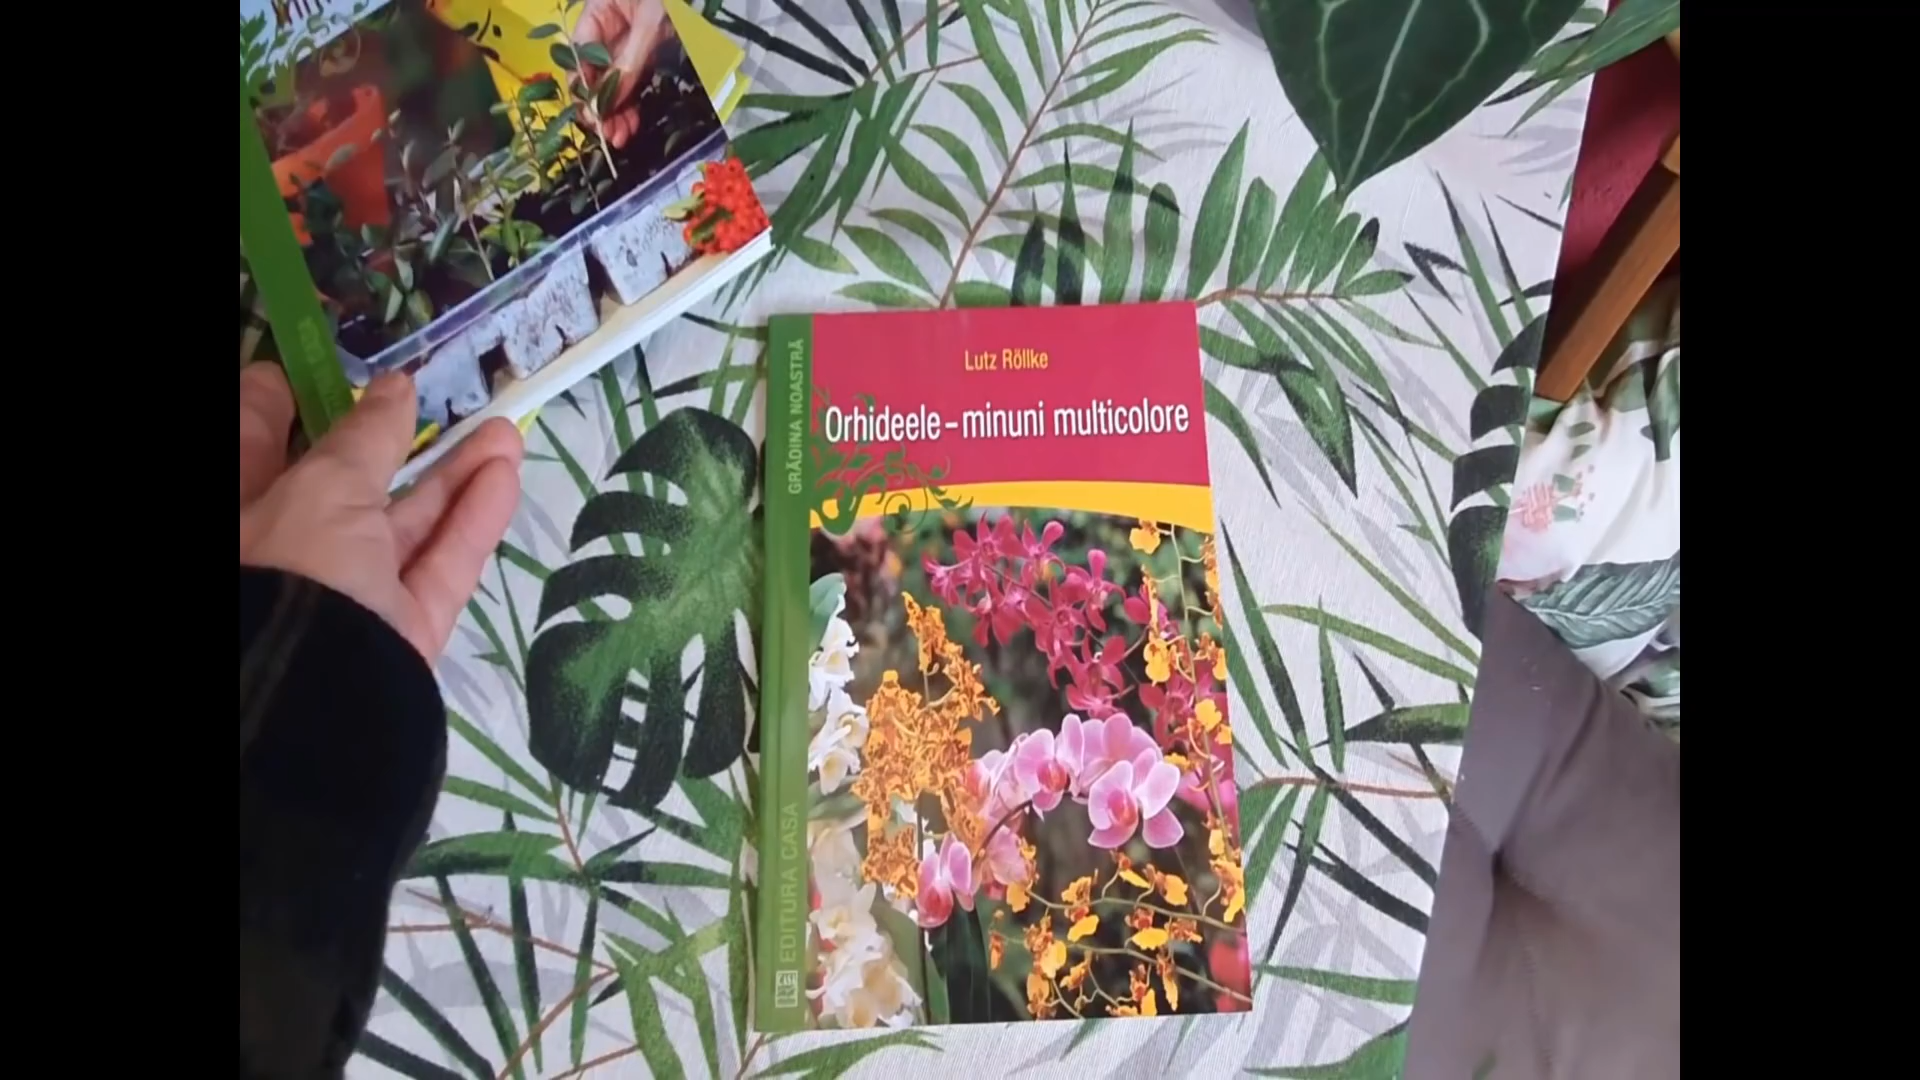 Lutz Röllke
Orhideele – minuni multicolore
GRĂDINA NOASTRĂ
EDITURA CASA